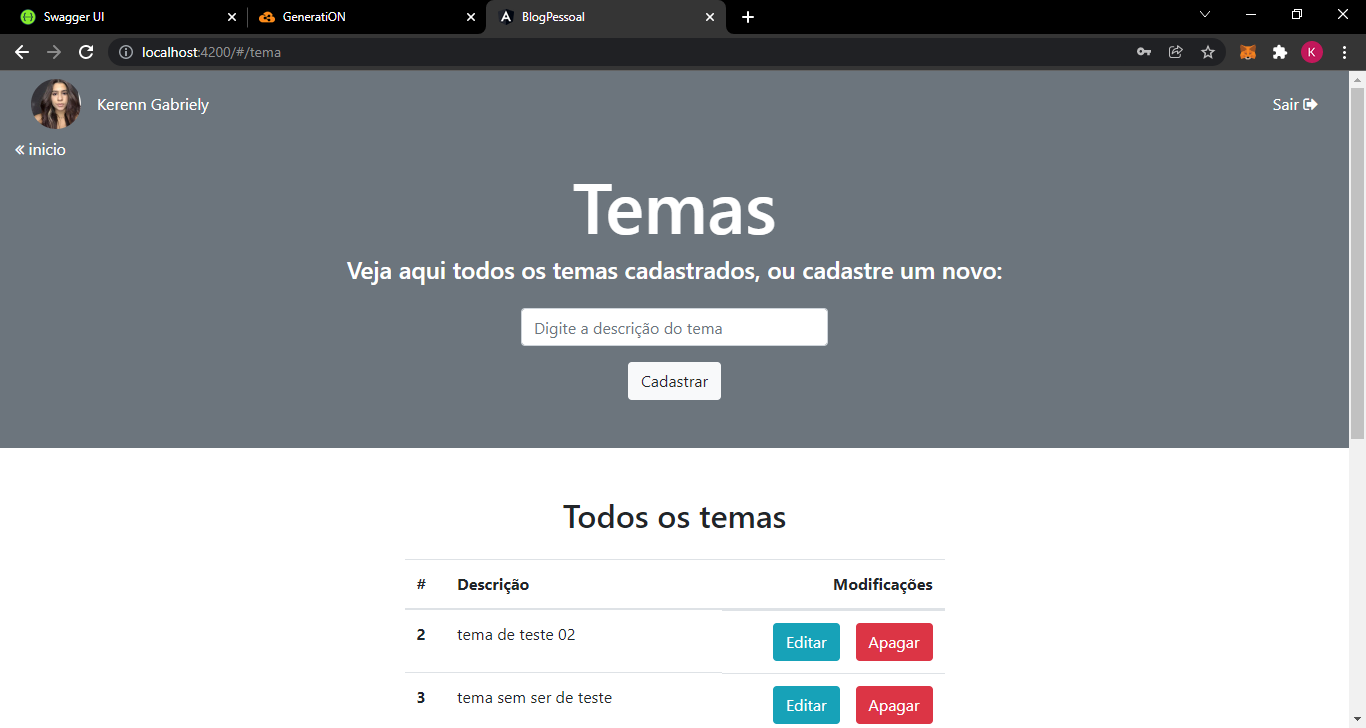 Swagger UI
GeneratiON
BlogPessoal
localhost:4200/#/tema
K
Kerenn Gabriely
Sair
« inicio
Temas
Veja aqui todos os temas cadastrados, ou cadastre um novo:
Digite a descrição do tema
Cadastrar
Todos os temas
# Descrição Modificações
2 tema de teste 02 Editar Apagar
3 tema sem ser de teste Editar Apagar